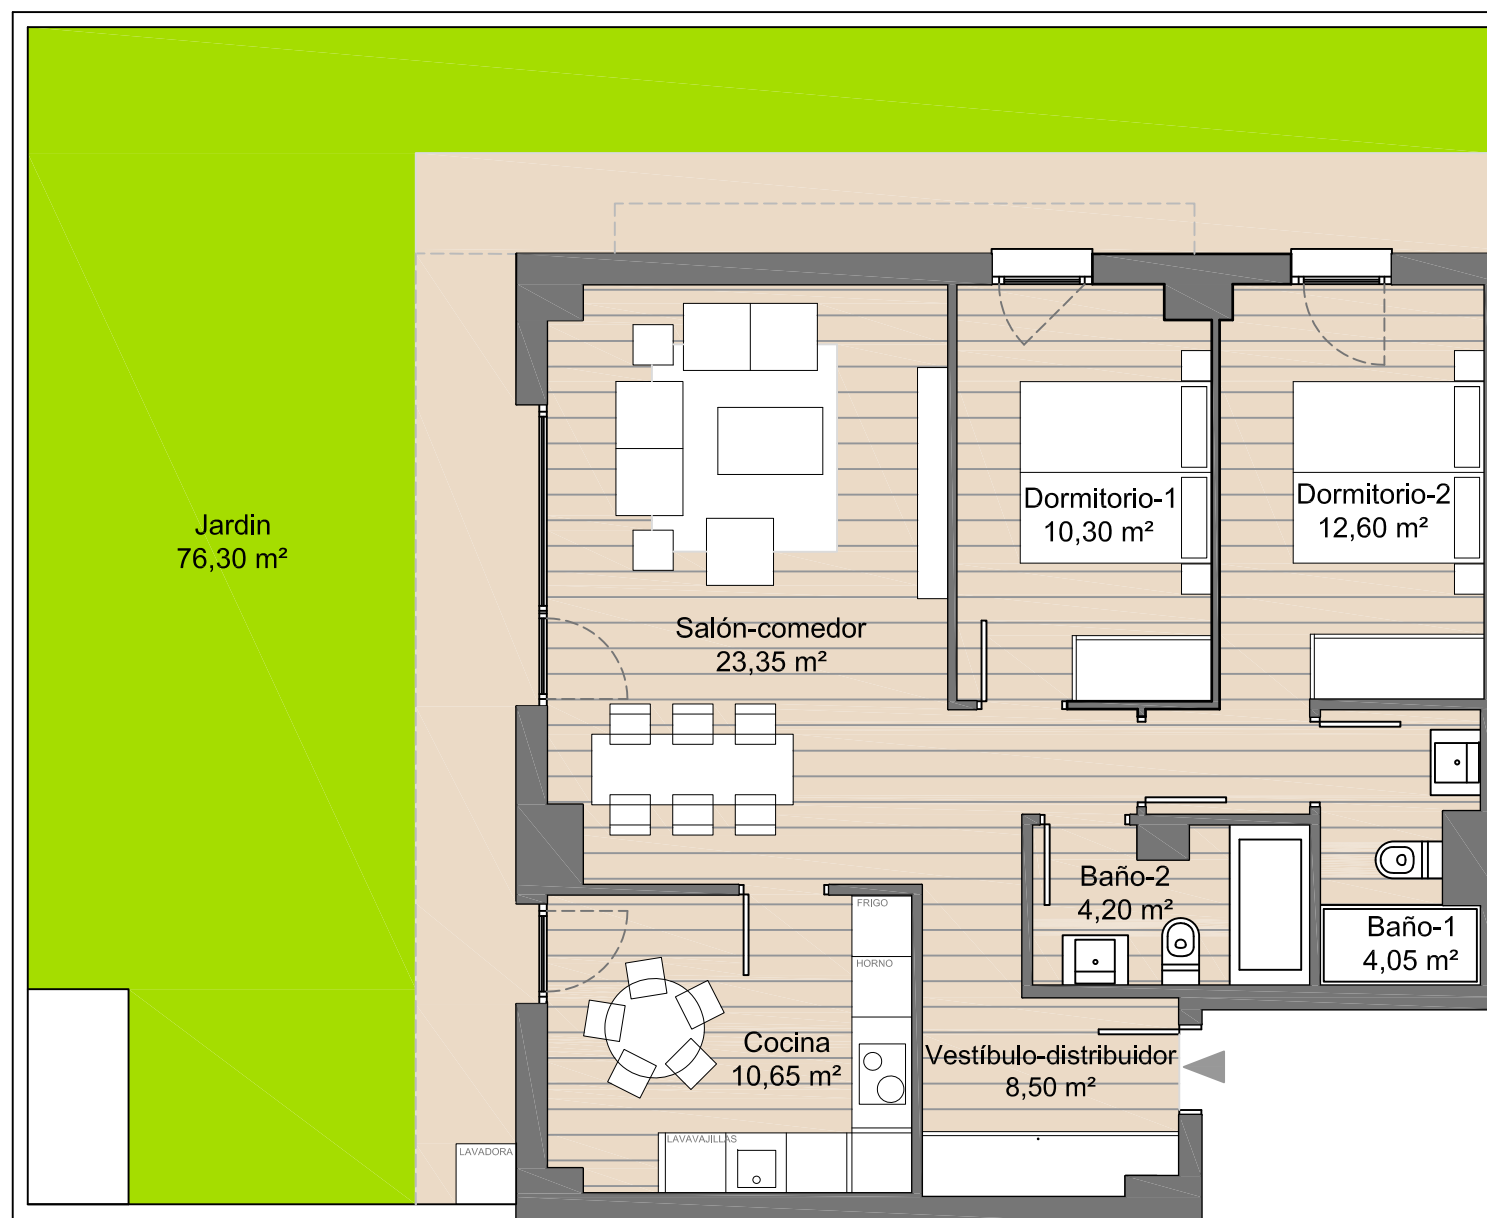 Jardin
76,30 m²
Salón-comedor
23,35 m²
Dormitorio-1
10,30 m²
Dormitorio-2
12,60 m²
Baño-2
4,20 m²
Baño-1
4,05 m²
FRIGO
HORNO
Cocina
10,65 m²
Vestíbulo-distribuidor
8,50 m²
LAVAVAJILLAS
LAVADORA